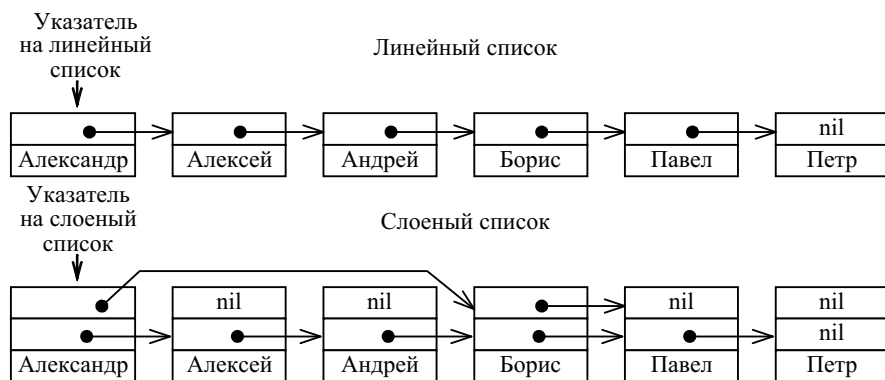 Указатель
на линейный
список
Линейный список
nil
Александр Алексей Андрей Борис Павел Петр
Указатель
на слоеный
список
Слоеный список
nil nil nil nil
nil
Александр Алексей Андрей Борис Павел Петр